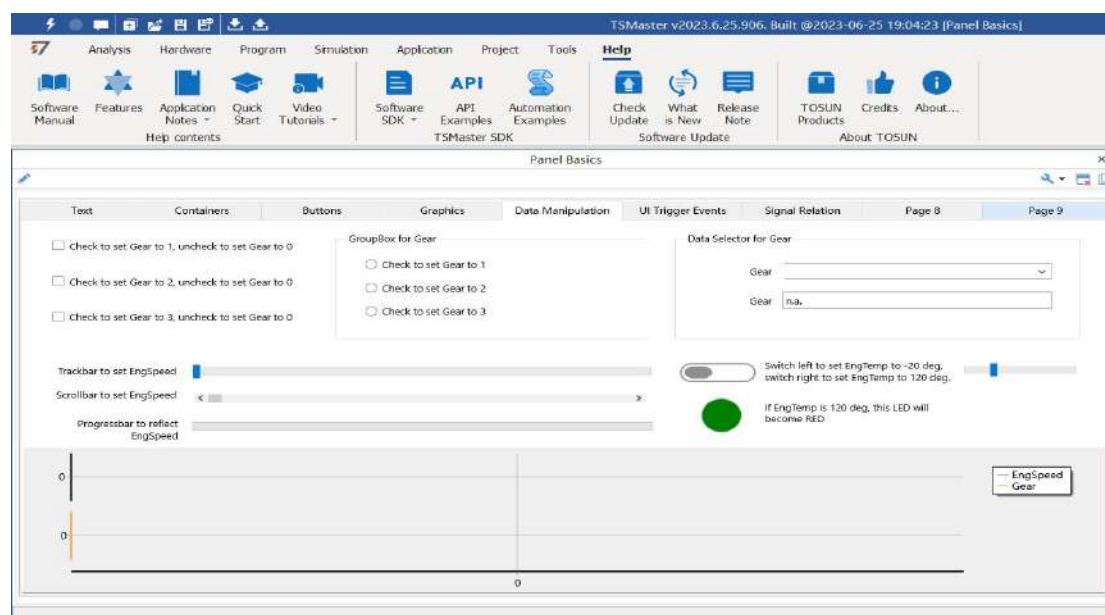 TSMaster v2023.6.25.906. Built @2023-06-25 19:04:23 [Panel Basics]
Analysis Hardware Program Simulation Application Project Tools Help
Software Manual
Features
Application Notes
Quick Start
Video Tutorials
Software SDK
API
API Examples
Automation Examples
Check Update
What is New
Release Note
TOSUN Products
Credits
About...
Help contents
TSMaster SDK
Software Update
About TOSUN
Panel Basics
Text Containers Buttons Graphics Data Manipulation UI Trigger Events Signal Relation Page 8 Page 9
Check to set Gear to 1, uncheck to set Gear to 0
Check to set Gear to 2, uncheck to set Gear to 0
Check to set Gear to 3, uncheck to set Gear to 0
GroupBox for Gear
Check to set Gear to 1
Check to set Gear to 2
Check to set Gear to 3
Data Selector for Gear
Gear
Gear n.a.
Trackbar to set EngSpeed
Scrollbar to set EngSpeed
Progressbar to reflect
EngSpeed
Switch left to set EngTemp to -20 deg,
switch right to set EngTemp to 120 deg.
If EngTemp is 120 deg, this LED will
become RED
0
0
0
EngSpeed
Gear